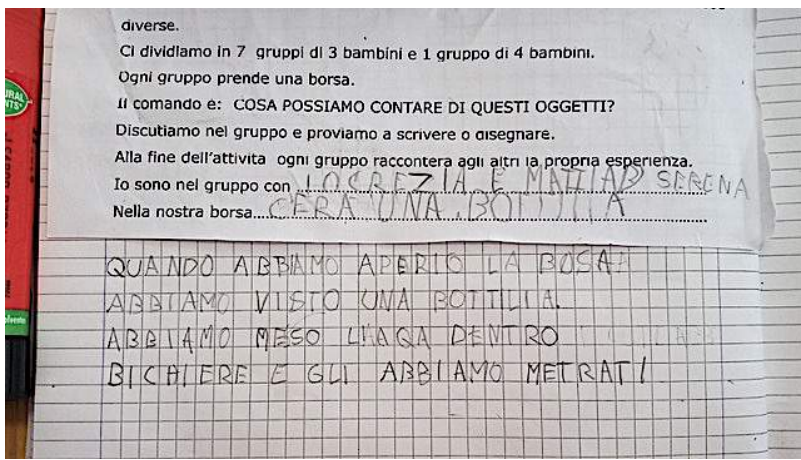 diverse.
Ci dividiamo in 7 gruppi di 3 bambini e 1 gruppo di 4 bambini.
Ogni gruppo prende una borsa.
Il comando è: COSA POSSIAMO CONTARE DI QUESTI OGGETTI?
Discutiamo nel gruppo e proviamo a scrivere o disegnare.
Alla fine dell'attività ogni gruppo racconterà agli altri la propria esperienza.
Io sono nel gruppo con LOCREZIA E MATTIAB SERENA
Nella nostra borsa CERA UNA
QUANDO ABBIAMO APERTO LA BOSA
ABBIAMO VISTO UNA BOTTILIA.
ABBIAMO MESO L'AQA DENTRO
BICHIERE E GLI ABBIAMO METRATI